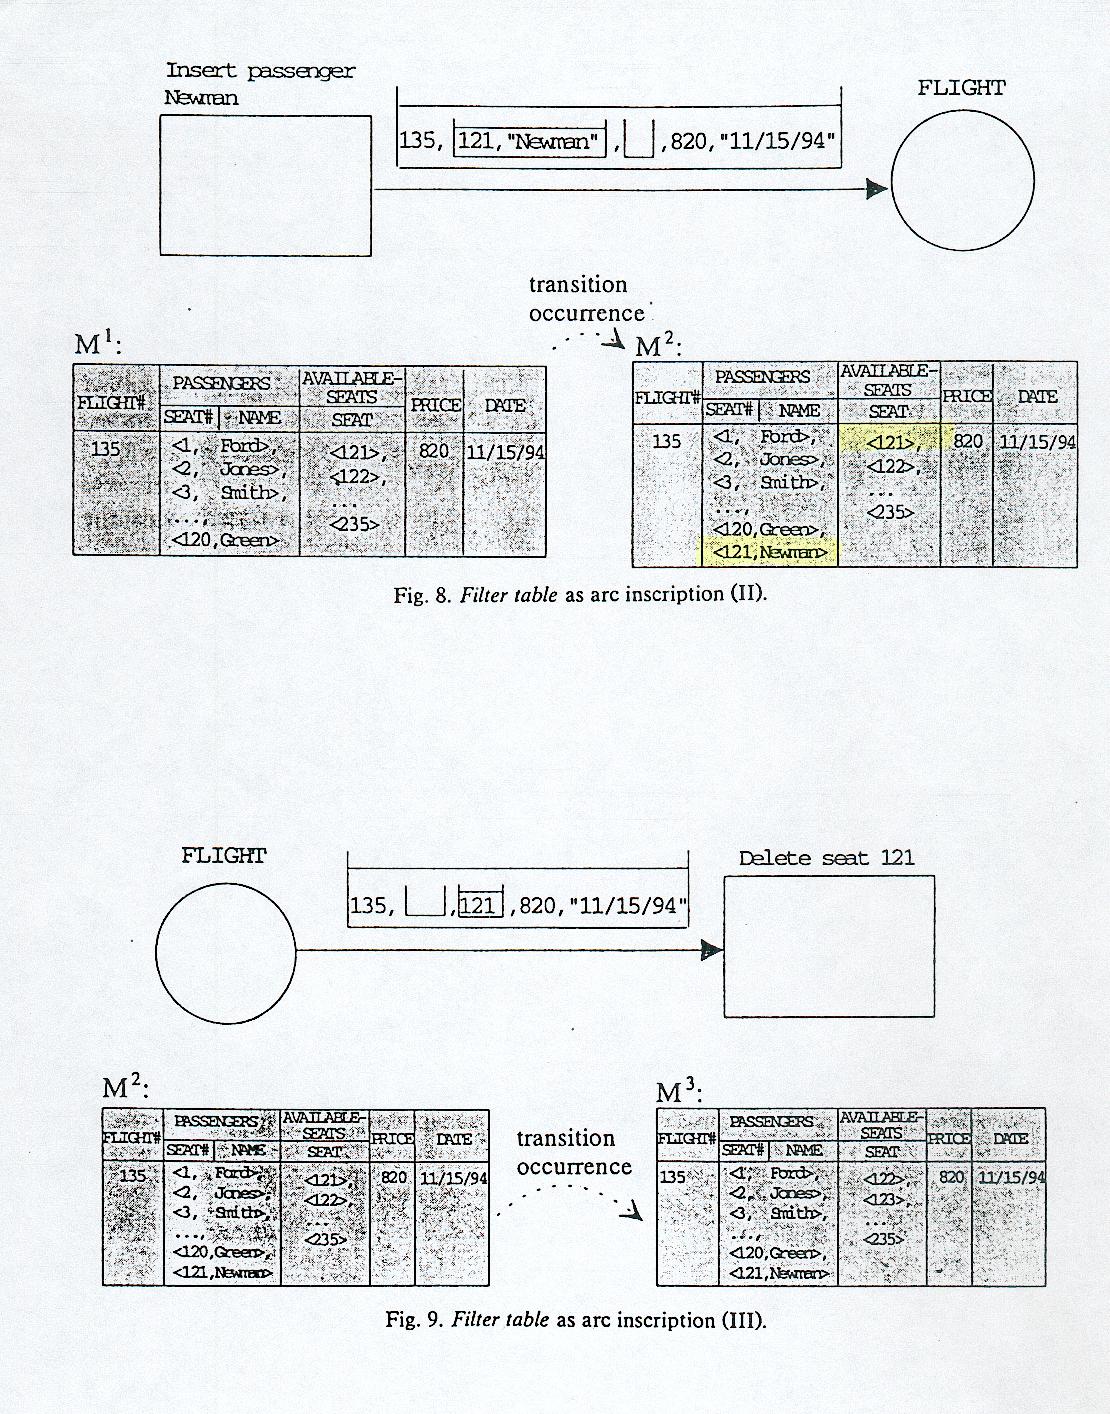 Insert passenger
Newman
FLIGHT
135, 121,"Newman" , ,820,"11/15/94"
transition
occurrence
M1:
FLIGHT# PASSENGERS AVAILABLE-SEATS PRICE DATE
SEAT# NAME SEAT
135 <1, Ford>, <121>, 820 11/15/94
<2, Jones>, <122>,
<3, Smith>, ...
..., <235>
<120,Green>
M2:
FLIGHT# PASSENGERS AVAILABLE-SEATS PRICE DATE
SEAT# NAME SEAT
135 <1, Ford>, <121>, 820 11/15/94
<2, Jones>, <122>,
<3, Smith>, ...
..., <235>
<120,Green>,
<121,Newman>
Fig. 8. Filter table as arc inscription (II).
FLIGHT
135, ,121 ,820,"11/15/94"
Delete seat 121
M2:
FLIGHT# PASSENGERS AVAILABLE-SEATS PRICE DATE
SEAT# NAME SEAT
135 <1, Ford>, <121>, 820 11/15/94
<2, Jones>, <122>,
<3, Smith>, ...
..., <235>
<120,Green>,
<121,Newman>
transition
occurrence
M3:
FLIGHT# PASSENGERS AVAILABLE-SEATS PRICE DATE
SEAT# NAME SEAT
135 <1, Ford>, <122>, 820 11/15/94
<2, Jones>, <123>,
<3, Smith>, ...
..., <235>
<120,Green>,
<121,Newman>
Fig. 9. Filter table as arc inscription (III).